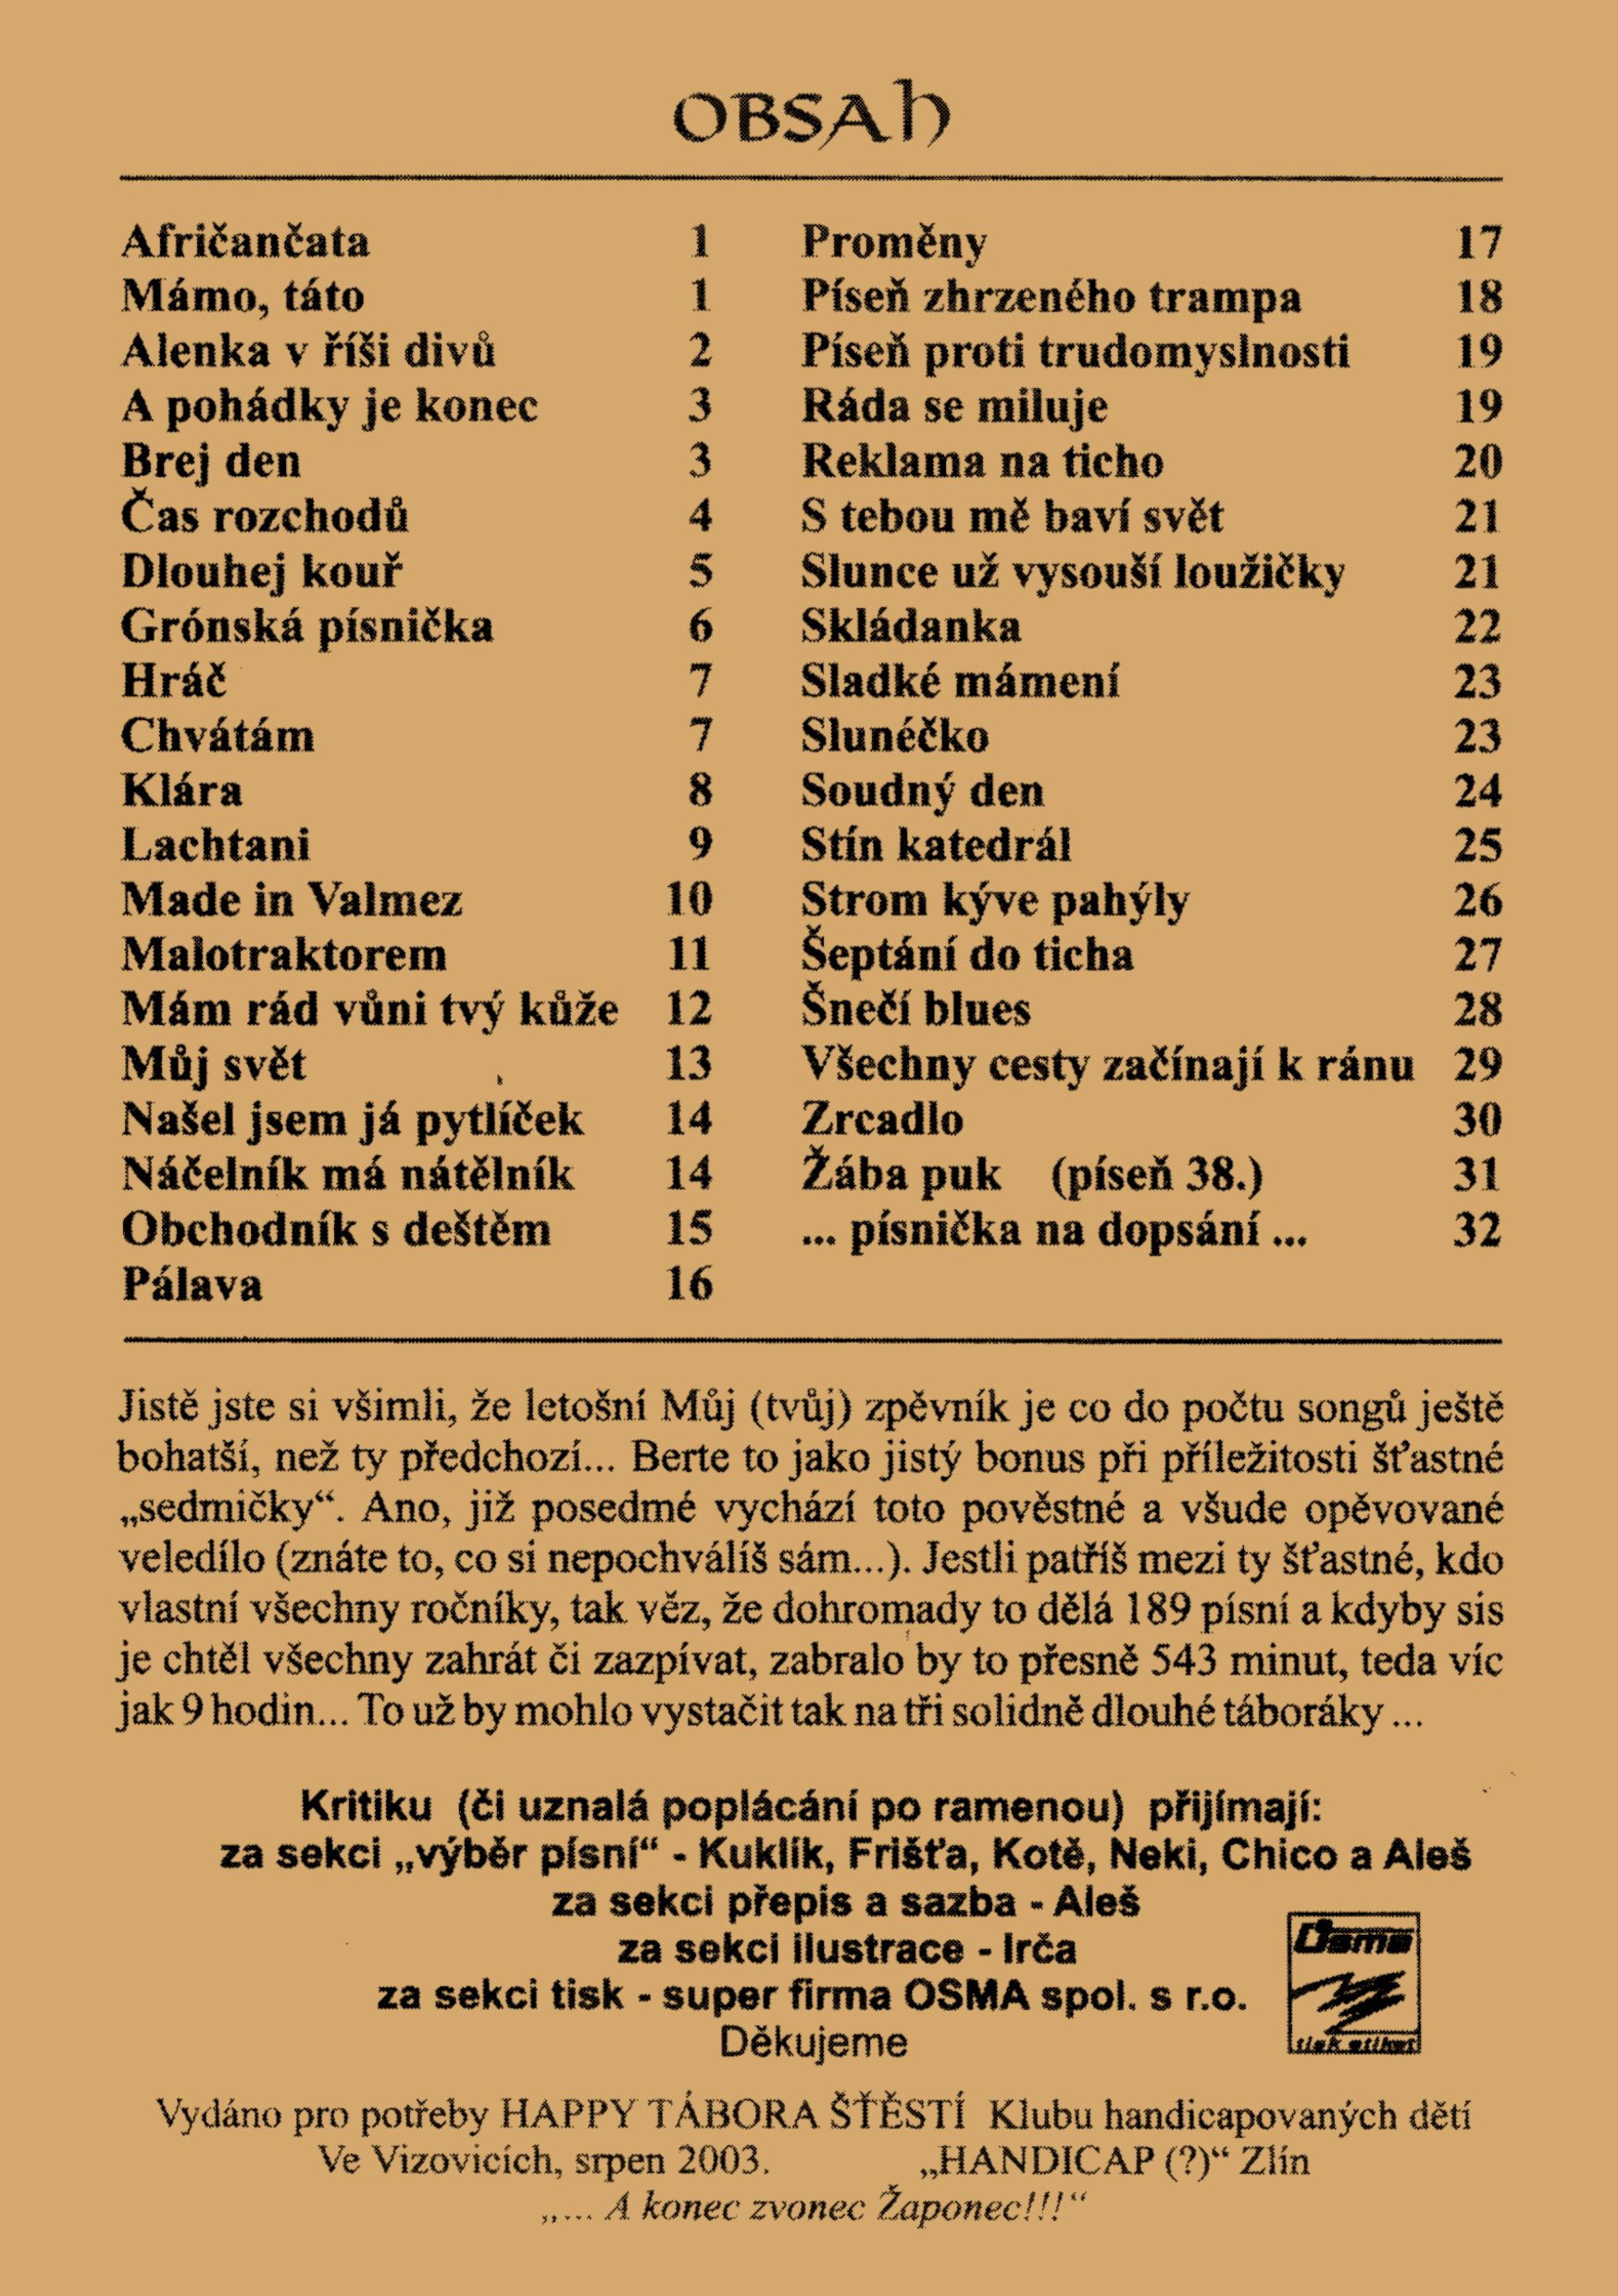 OBSAH
Afričančata 1
Mámo, táto 1
Alenka v říši divů 2
A pohádky je konec 3
Brej den 3
Čas rozchodů 4
Dlouhej kouř 5
Grónská písnička 6
Hráč 7
Chvátám 7
Klára 8
Lachtani 9
Made in Valmez 10
Malotraktorem 11
Mám rád vůni tvý kůže 12
Můj svět 13
Našel jsem já pytlíček 14
Náčelník má nátělník 14
Obchodník s deštěm 15
Pálava 16
Proměny 17
Píseň zhrzeného trampa 18
Píseň proti trudomyslnosti 19
Ráda se miluje 19
Reklama na ticho 20
S tebou mě baví svět 21
Slunce už vysouší loužičky 21
Skládanka 22
Sladké mámení 23
Slunéčko 23
Soudný den 24
Stín katedrál 25
Strom kýve pahýly 26
Šeptání do ticha 27
Šnečí blues 28
Všechny cesty začínají k ránu 29
Zrcadlo 30
Žába puk (píseň 38.) 31
... písnička na dopsání ... 32
Jistě jste si všimli, že letošní Můj (tvůj) zpěvník je co do počtu songů ještě
bohatší, než ty předchozí... Berte to jako jistý bonus při příležitosti šťastné
„sedmičky“. Ano, již posedmé vychází toto pověstné a všude opěvované
veledílo (znáte to, co si nepochválíš sám...). Jestli patříš mezi ty šťastné, kdo
vlastní všechny ročníky, tak věz, že dohromady to dělá 189 písní a kdyby sis
je chtěl všechny zahrát či zazpívat, zabralo by to přesně 543 minut, teda víc
jak 9 hodin... To už by mohlo vystačit tak na tři solidně dlouhé táboráky ...
Kritiku (či uznalá poplácání po ramenou) přijímají:
za sekci „výběr písní“ - Kuklík, Frišťa, Kotě, Neki, Chico a Aleš
za sekci přepis a sazba - Aleš
za sekci ilustrace - Irča
za sekci tisk - super firma OSMA spol. s r.o.
Děkujeme
Osma
tisk etiket
Vydáno pro potřeby HAPPY TÁBORA ŠTĚSTÍ Klubu handicapovaných dětí
Ve Vizovicích, srpen 2003. „HANDICAP (?)“ Zlín
„... A konec zvonec Žaponec!!!“